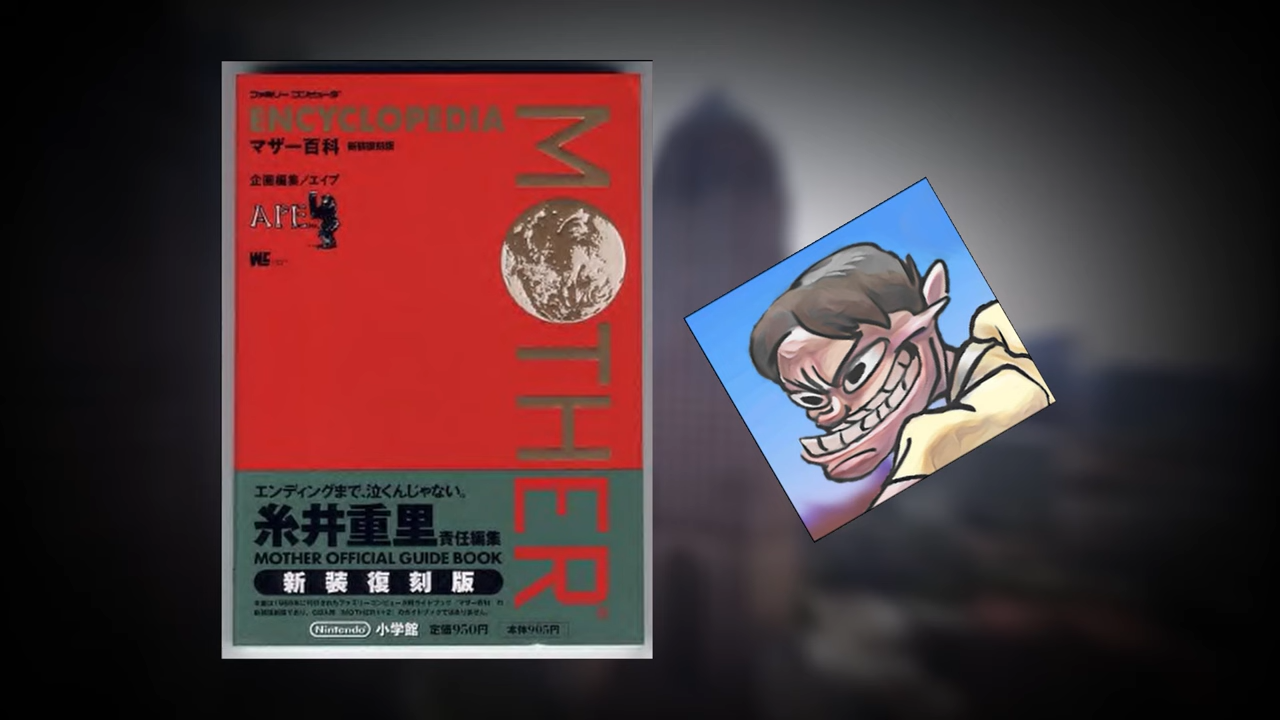 ファミリーコンピュータ
ENCYCLOPEDIA
マザー百科 新装復刻版
企画編集/エイプ
APE
MOTHER
エンディングまで、泣くんじゃない。
糸井重里 責任編集
MOTHER OFFICIAL GUIDE BOOK
新装復刻版
Nintendo 小学館 定価950円 本体905円